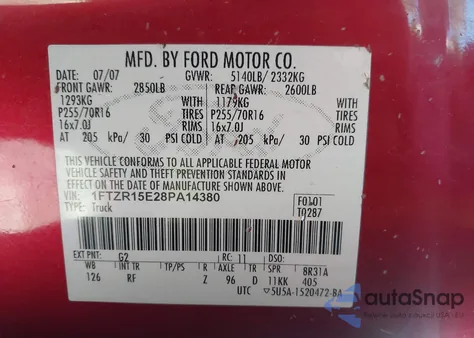 MFD. BY FORD MOTOR CO.
DATE: 07/07 GVWR: 5140LB/ 2332KG
FRONT GAWR: 2850LB REAR GAWR: 2600LB
1293KG WITH 1179KG WITH
P255/70R16 TIRES P255/70R16 TIRES
16x7.0J RIMS 16x7.0J RIMS
AT 205 kPa/ 30 PSI COLD AT 205 kPa/ 30 PSI COLD
THIS VEHICLE CONFORMS TO ALL APPLICABLE FEDERAL MOTOR
VEHICLE SAFETY AND THEFT PREVENTION STANDARDS
IN EFFECT ON THE DATE OF MANUFACTURE SHOWN ABOVE.
VIN: 1FTZR15E28PA14380 F0101
TYPE: Truck T0287
EXT PNT: G2 RC: 11 DSO:
WB INT TR TP/PS R AXLE TR SPR BR31A
126 RF Z 96 D 11KK 405
UTC 5U5A-1520472-BA
autoSnap